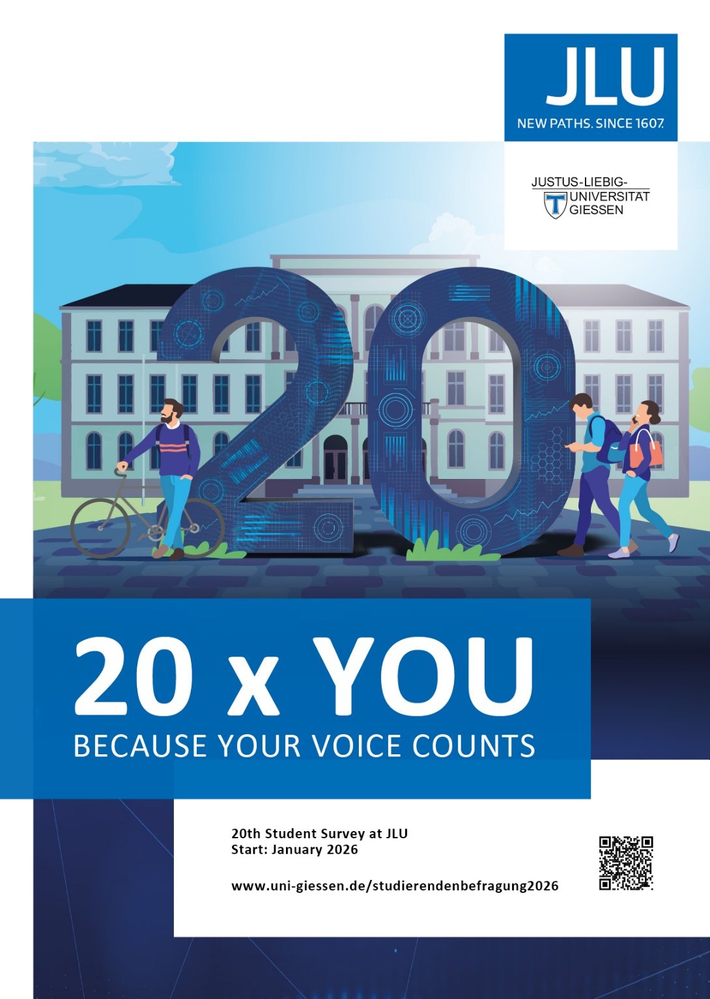 JLU
NEW PATHS. SINCE 1607.
JUSTUS-LIEBIG-
UNIVERSITÄT
GIESSEN
20
20 x YOU
BECAUSE YOUR VOICE COUNTS
20th Student Survey at JLU
Start: January 2026
www.uni-giessen.de/studierendenbefragung2026